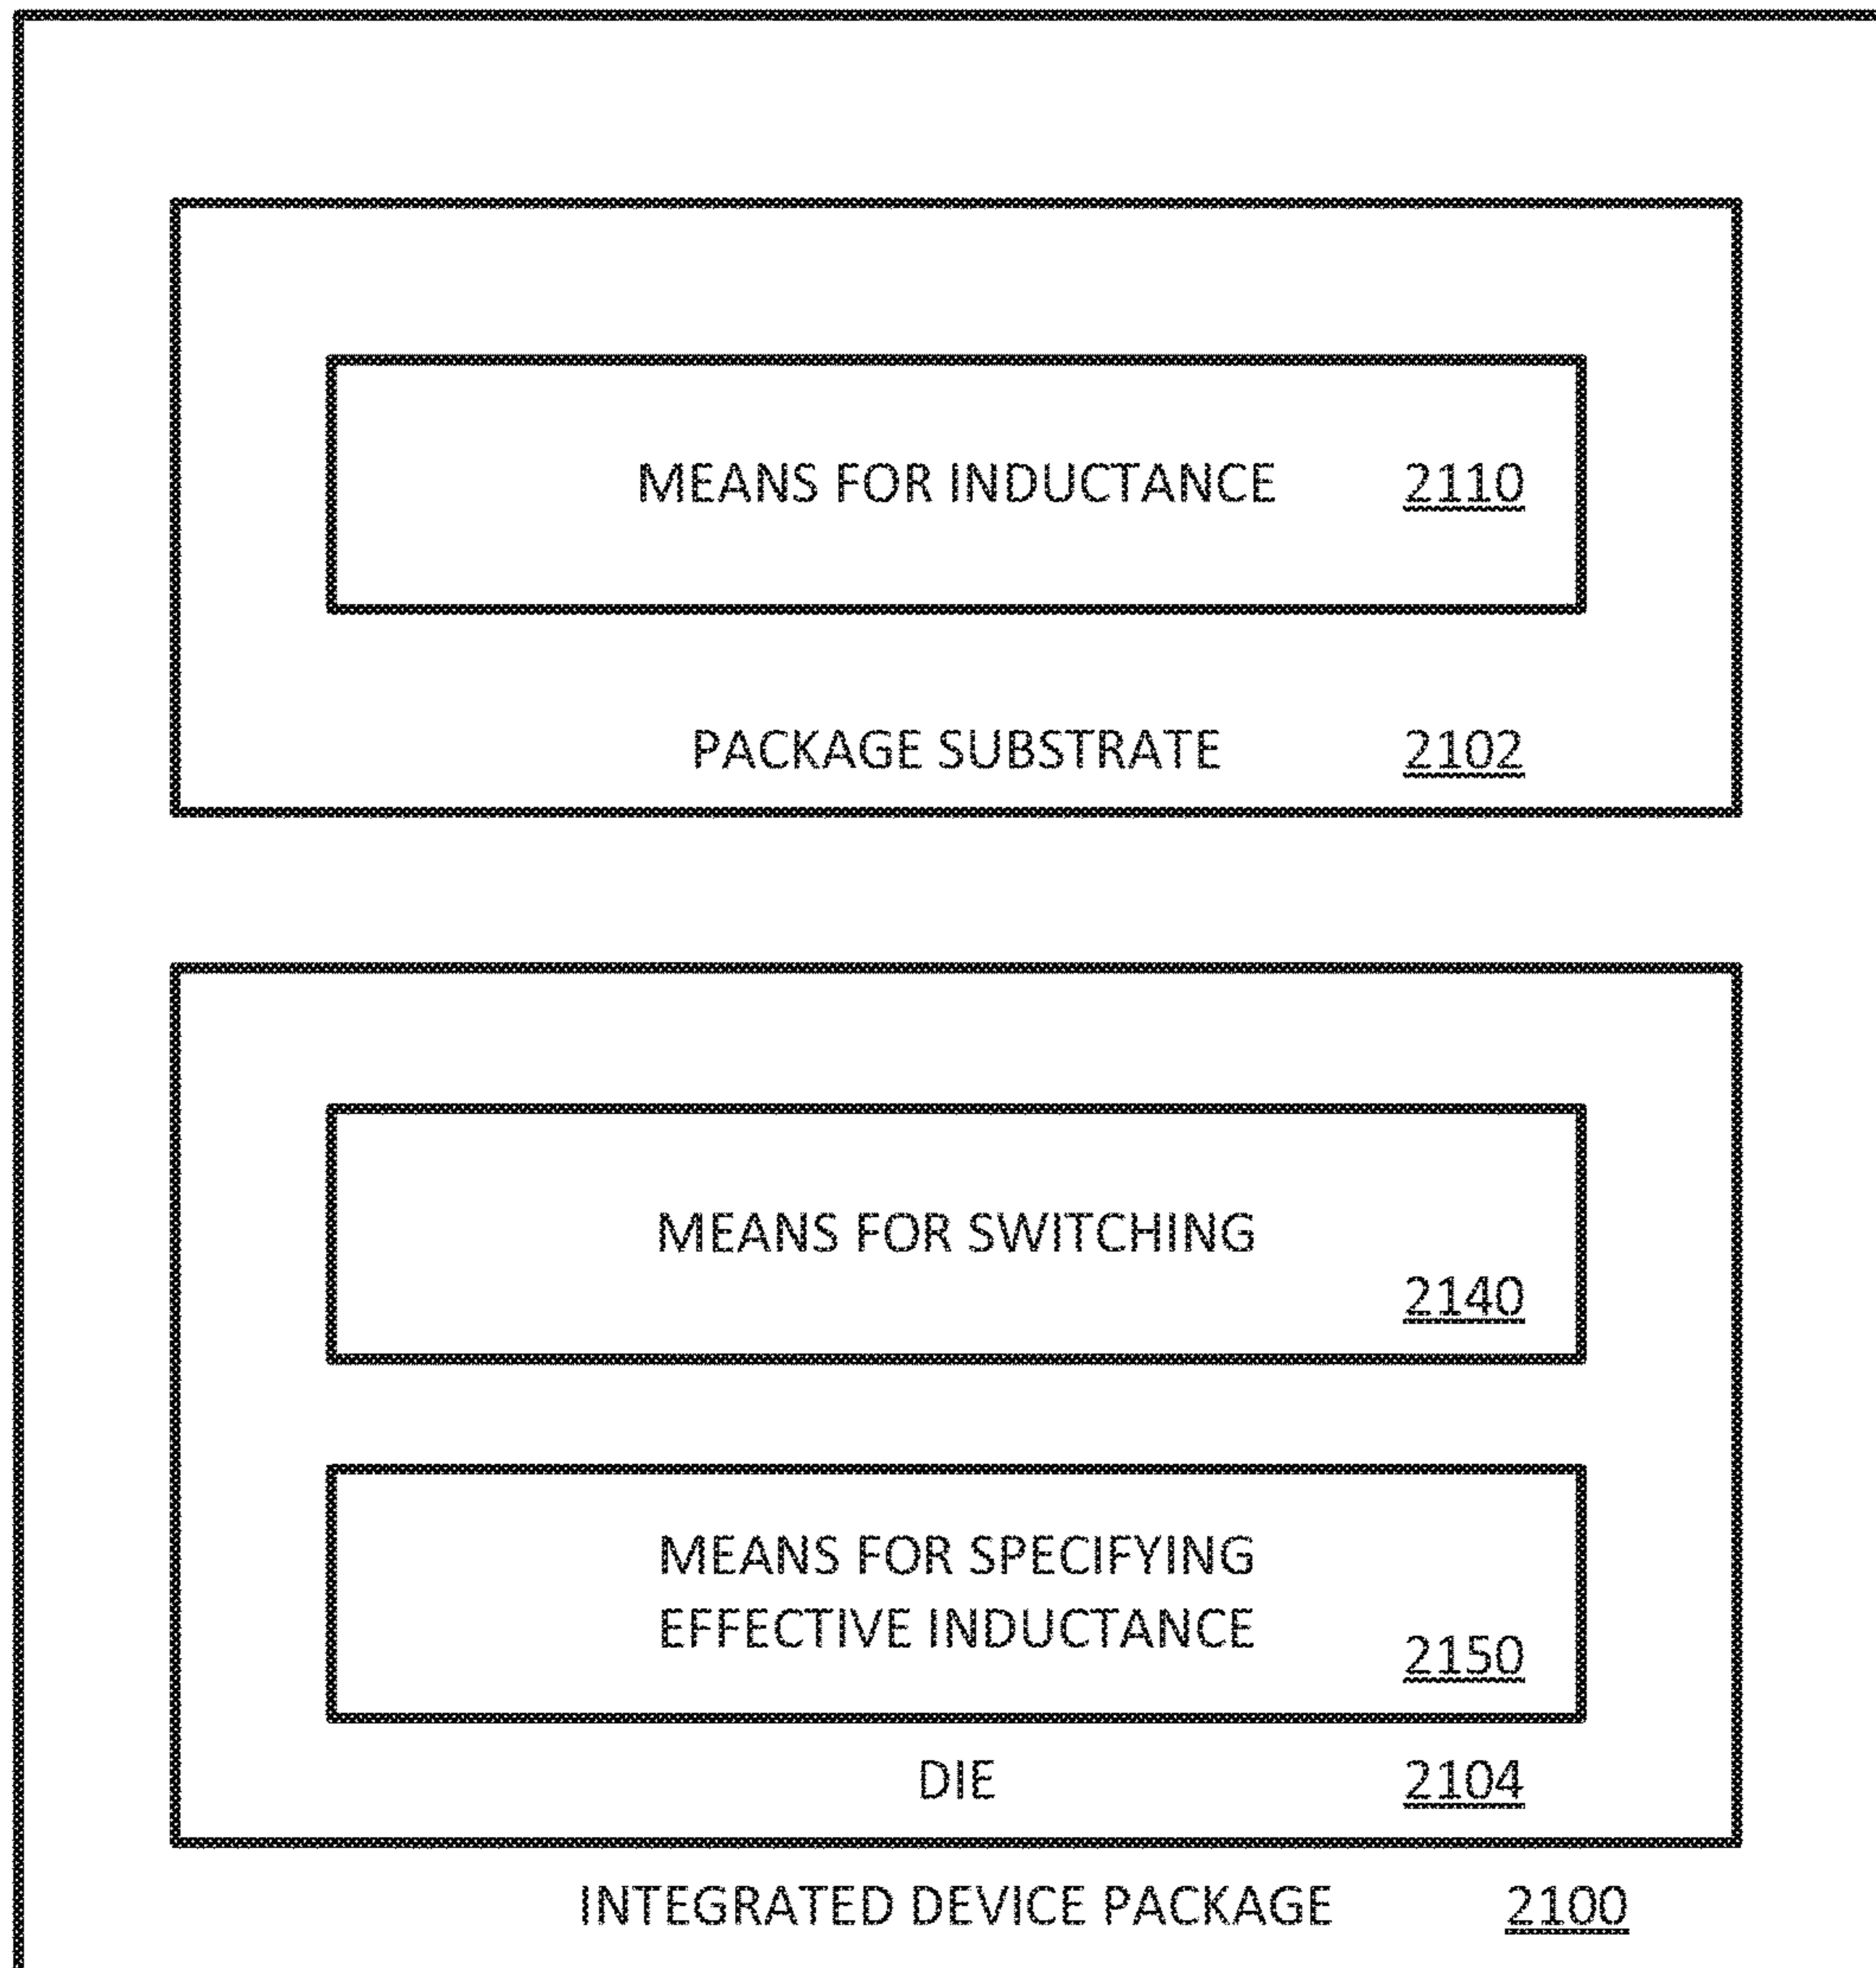 MEANS FOR INDUCTANCE 2110
PACKAGE SUBSTRATE 2102
MEANS FOR SWITCHING
2140
MEANS FOR SPECIFYING
EFFECTIVE INDUCTANCE
2150
DIE 2104
INTEGRATED DEVICE PACKAGE 2100